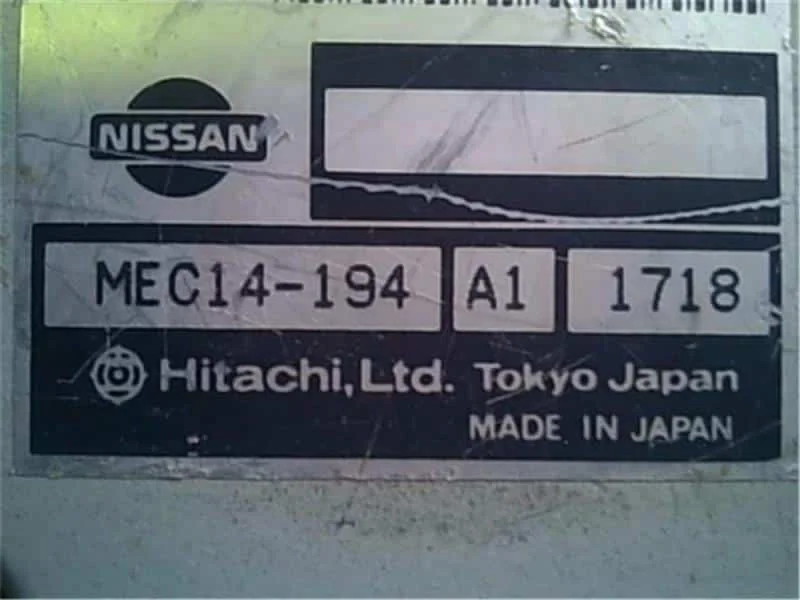 NISSAN
MEC14-194 A1 1718
Hitachi, Ltd. Tokyo Japan
MADE IN JAPAN